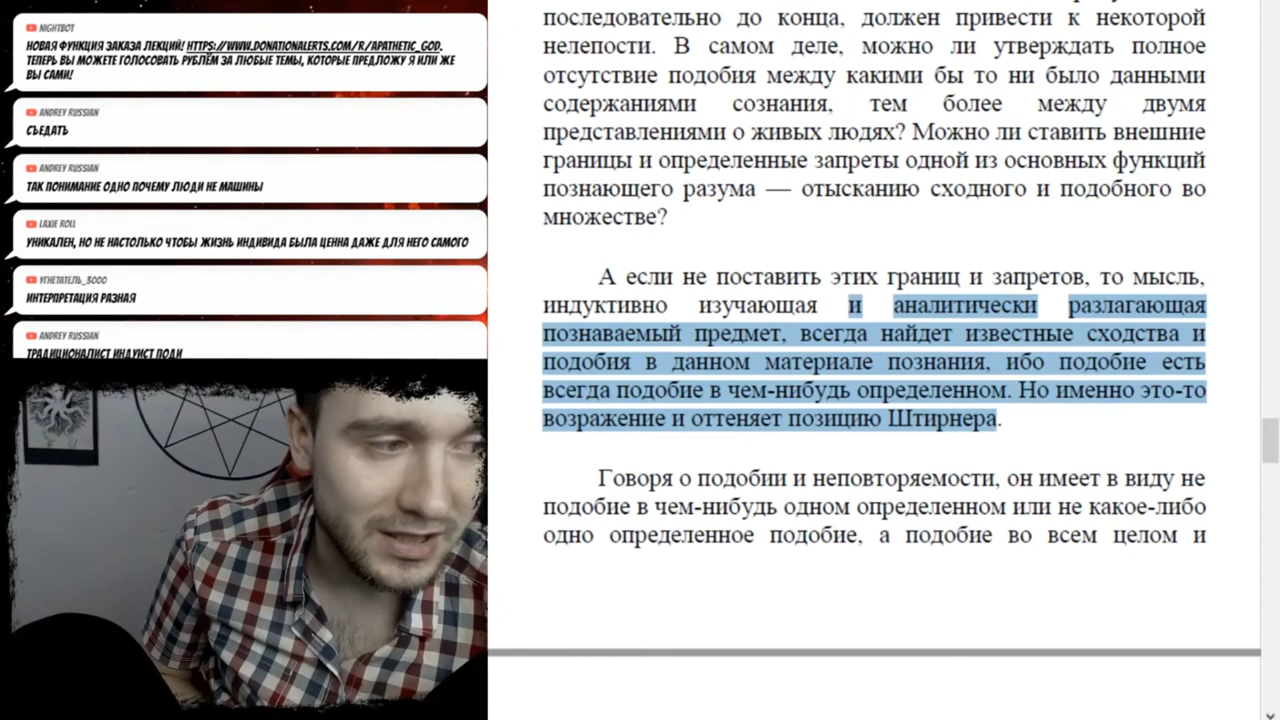 NIGHTBOT
НОВАЯ ФУНКЦИЯ ЗАКАЗА ЛЕКЦИЙ! HTTPS://WWW.DONATIONALERTS.COM/R/APATHETIC_GOD.
ТЕПЕРЬ ВЫ МОЖЕТЕ ГОЛОСОВАТЬ РУБЛЁМ ЗА ЛЮБЫЕ ТЕМЫ, КОТОРЫЕ ПРЕДЛОЖУ Я ИЛИ ЖЕ
ВЫ САМИ!
ANDREY RUSSIAN
СЪЕДАТЬ
ANDREY RUSSIAN
ТАК ПОНИМАНИЕ ОДНО ПОЧЕМУ ЛЮДИ НЕ МАШИНЫ
LAXIE ROLL
УНИКАЛЕН, НО НЕ НАСТОЛЬКО ЧТОБЫ ЖИЗНЬ ИНДИВИДА БЫЛА ЦЕННА ДАЖЕ ДЛЯ НЕГО САМОГО
УГНЕТАТЕЛЬ_3000
ИНТЕРПРЕТАЦИЯ РАЗНАЯ
ANDREY RUSSIAN
ТРАДИЦИОНАЛИСТ ИНДУИСТ ПОДИ
последовательно до конца, должен привести к некоторой
нелепости. В самом деле, можно ли утверждать полное
отсутствие подобия между какими бы то ни было данными
содержаниями сознания, тем более между двумя
представлениями о живых людях? Можно ли ставить внешние
границы и определенные запреты одной из основных функций
познающего разума — отысканию сходного и подобного во
множестве?
А если не поставить этих границ и запретов, то мысль,
индуктивно изучающая и аналитически разлагающая
познаваемый предмет, всегда найдет известные сходства и
подобия в данном материале познания, ибо подобие есть
всегда подобие в чем-нибудь определенном. Но именно это-то
возражение и оттеняет позицию Штирнера.
Говоря о подобии и неповторяемости, он имеет в виду не
подобие в чем-нибудь одном определенном или не какое-либо
одно определенное подобие, а подобие во всем целом и